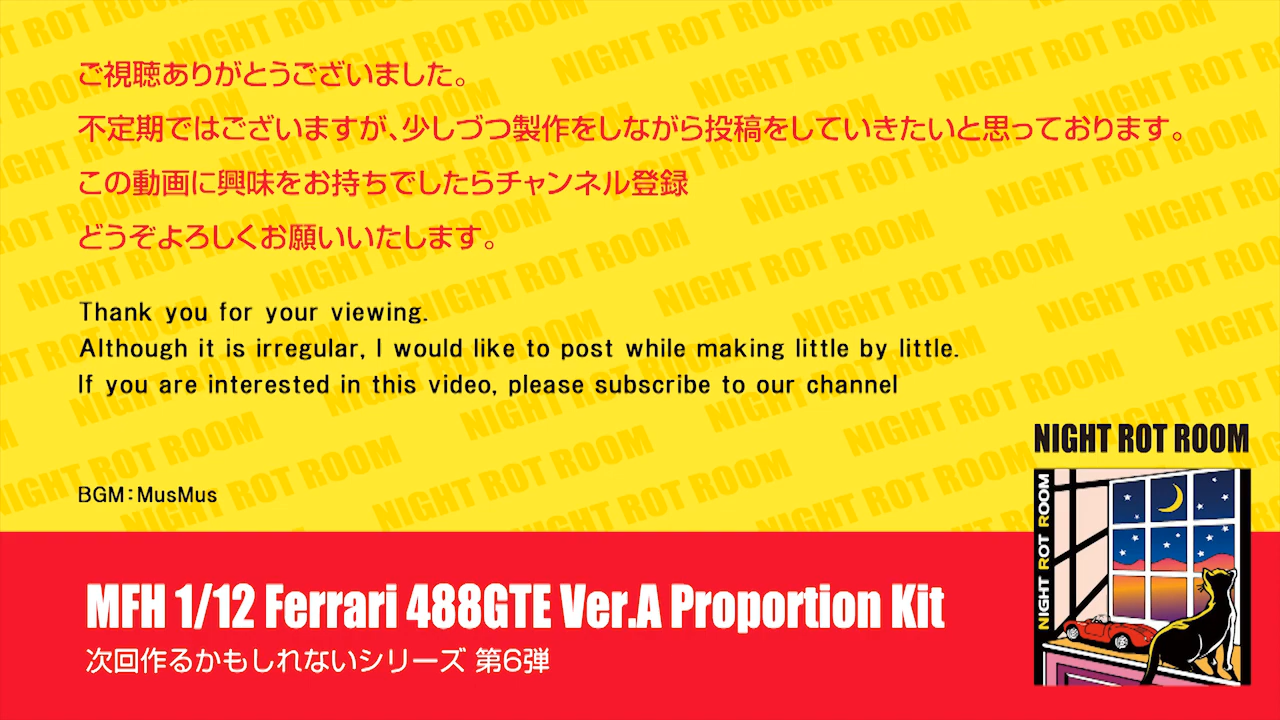 ご視聴ありがとうございました。
不定期ではございますが、少しづつ製作をしながら投稿をしていきたいと思っております。
この動画に興味をお持ちでしたらチャンネル登録
どうぞよろしくお願いいたします。
Thank you for your viewing.
Although it is irregular, I would like to post while making little by little.
If you are interested in this video, please subscribe to our channel
BGM:MusMus
NIGHT ROT ROOM
NIGHT ROT ROOM
MFH 1/12 Ferrari 488GTE Ver.A Proportion Kit
次回作るかもしれないシリーズ 第6弾